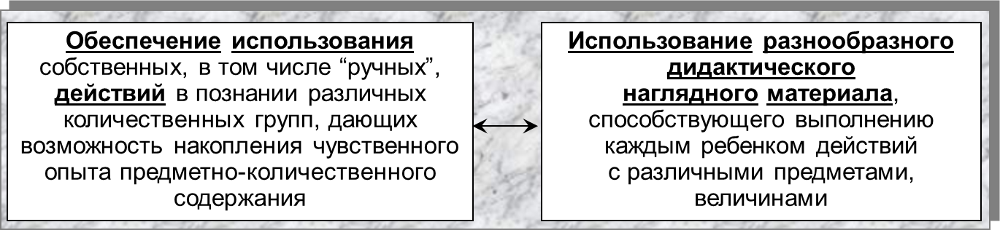 Обеспечение использования
собственных, в том числе “ручных”,
действий в познании различных
количественных групп, дающих
возможность накопления чувственного
опыта предметно-количественного
содержания
Использование разнообразного
дидактического
наглядного материала,
способствующего выполнению
каждым ребенком действий
с различными предметами,
величинами